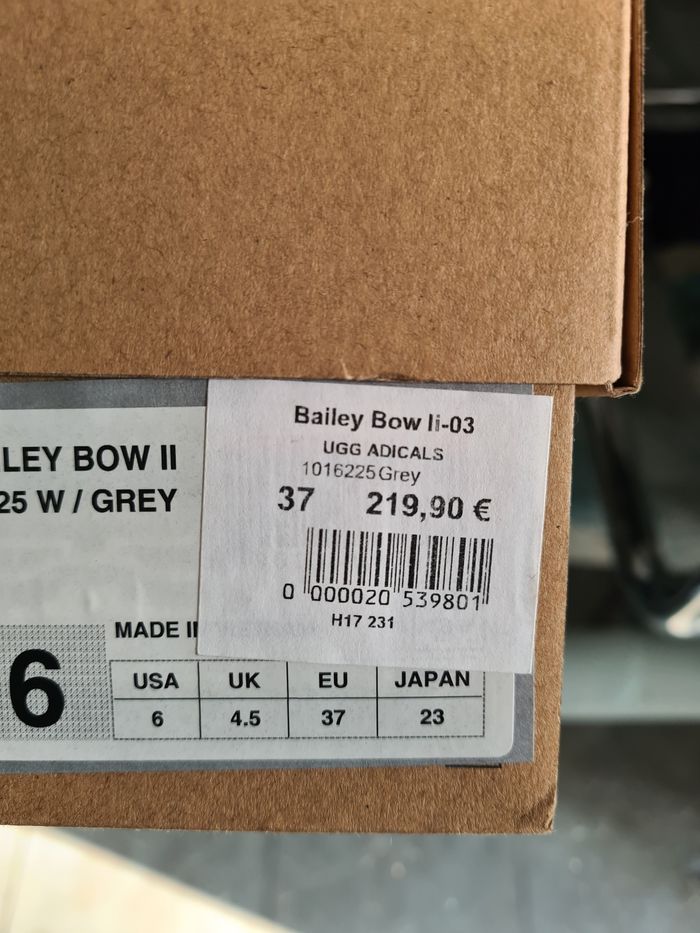 LEY BOW II
25 W / GREY
Bailey Bow Ii-03
UGG ADICALS
1016225 Grey
37 219,90 €
0 000020 539801
H17 231
MADE I
6
USA UK EU JAPAN
6 4.5 37 23